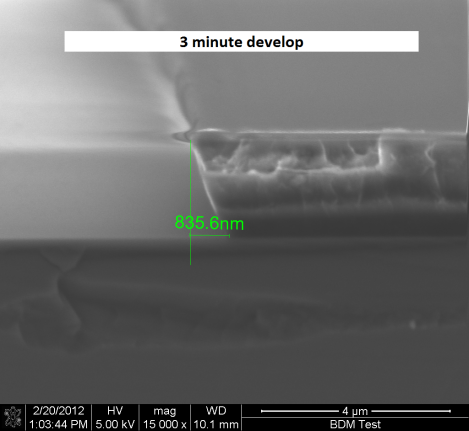 3 minute develop
835.6nm
2/20/2012 HV mag WD 4 µm
1:03:44 PM 5.00 kV 15 000 x 10.1 mm BDM Test